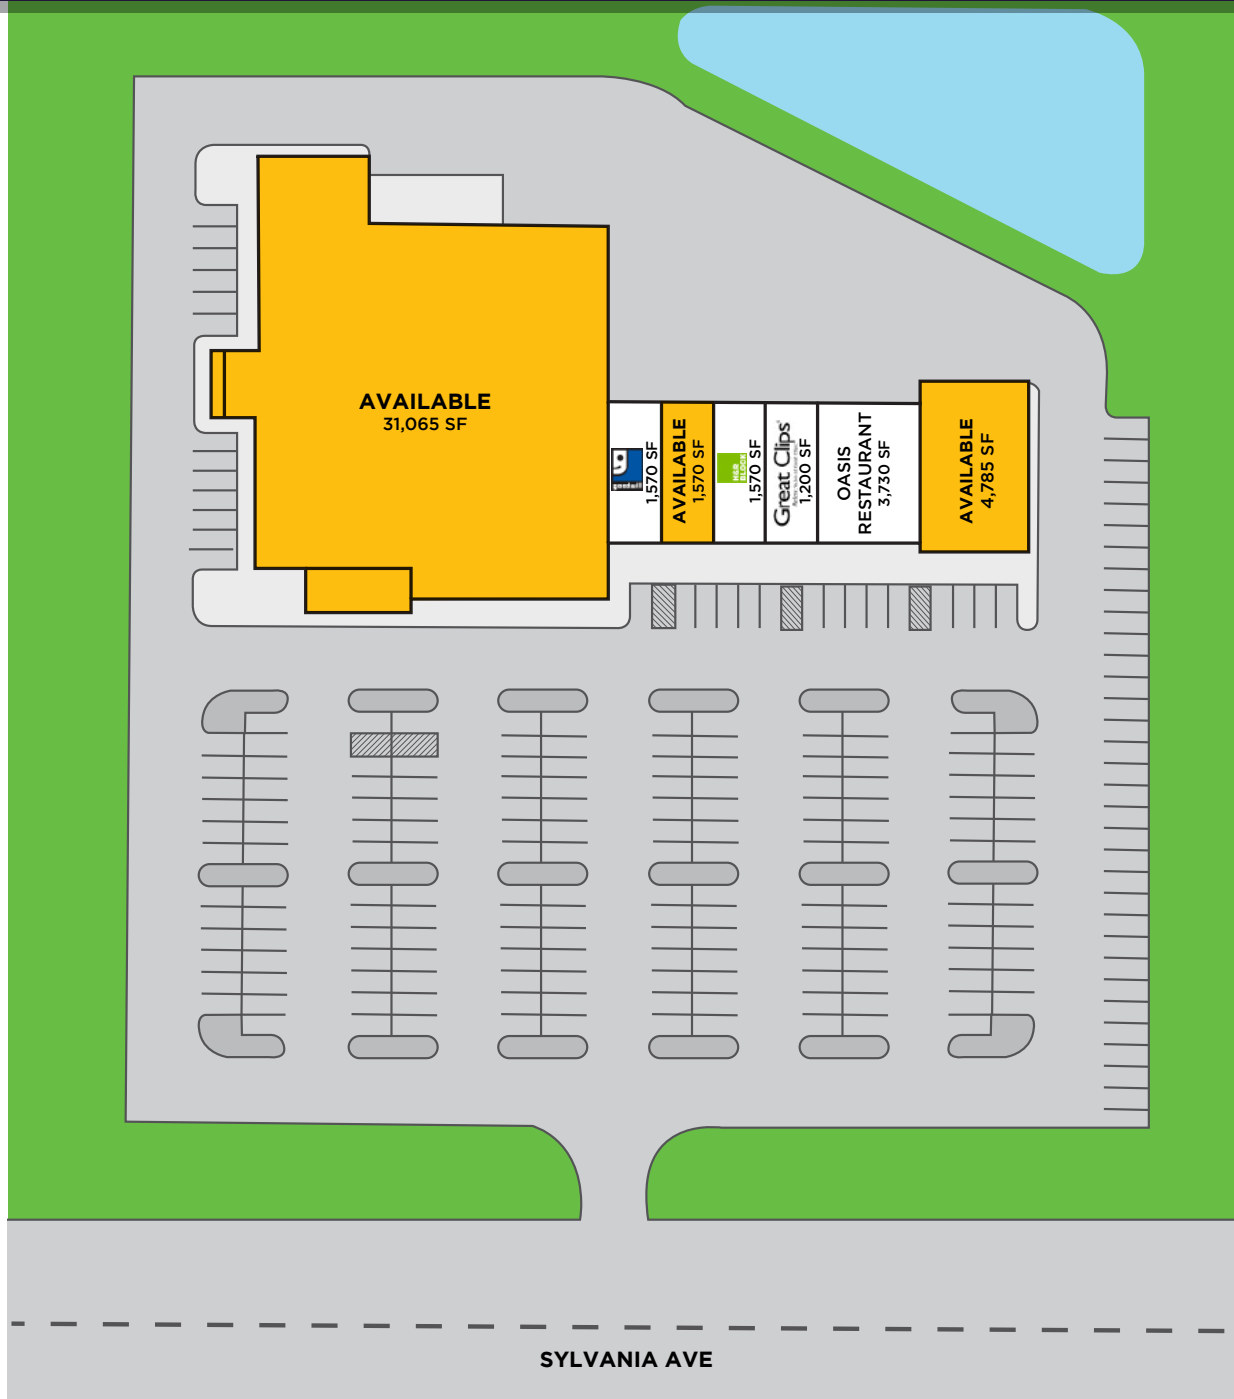 AVAILABLE
31,065 SF
1,570 SF
AVAILABLE
1,570 SF
H&R
BLOCK
1,570 SF
Great Clips
1,200 SF
OASIS
RESTAURANT
3,730 SF
AVAILABLE
4,785 SF
SYLVANIA AVE